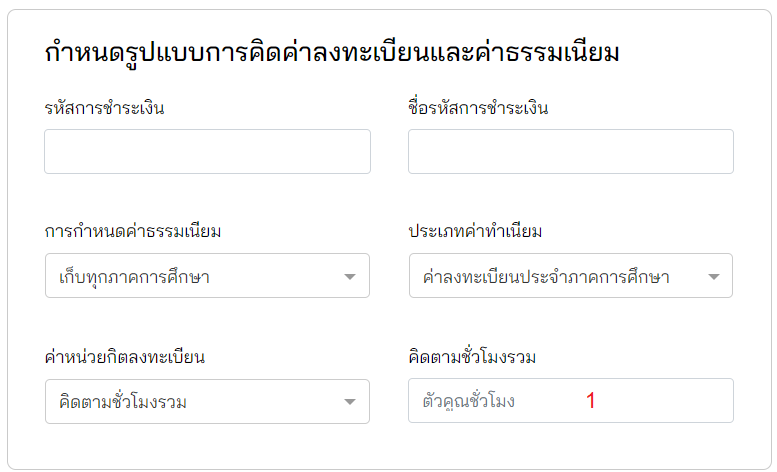 กำหนดรูปแบบการคิดค่าลงทะเบียนและค่าธรรมเนียม
รหัสการชำระเงิน
ชื่อรหัสการชำระเงิน
การกำหนดค่าธรรมเนียม
ประเภทค่าทำเนียม
เก็บทุกภาคการศึกษา
ค่าลงทะเบียนประจำภาคการศึกษา
ค่าหน่วยกิตลงทะเบียน
คิดตามชั่วโมงรวม
คิดตามชั่วโมงรวม
ตัวคูณชั่วโมง 1